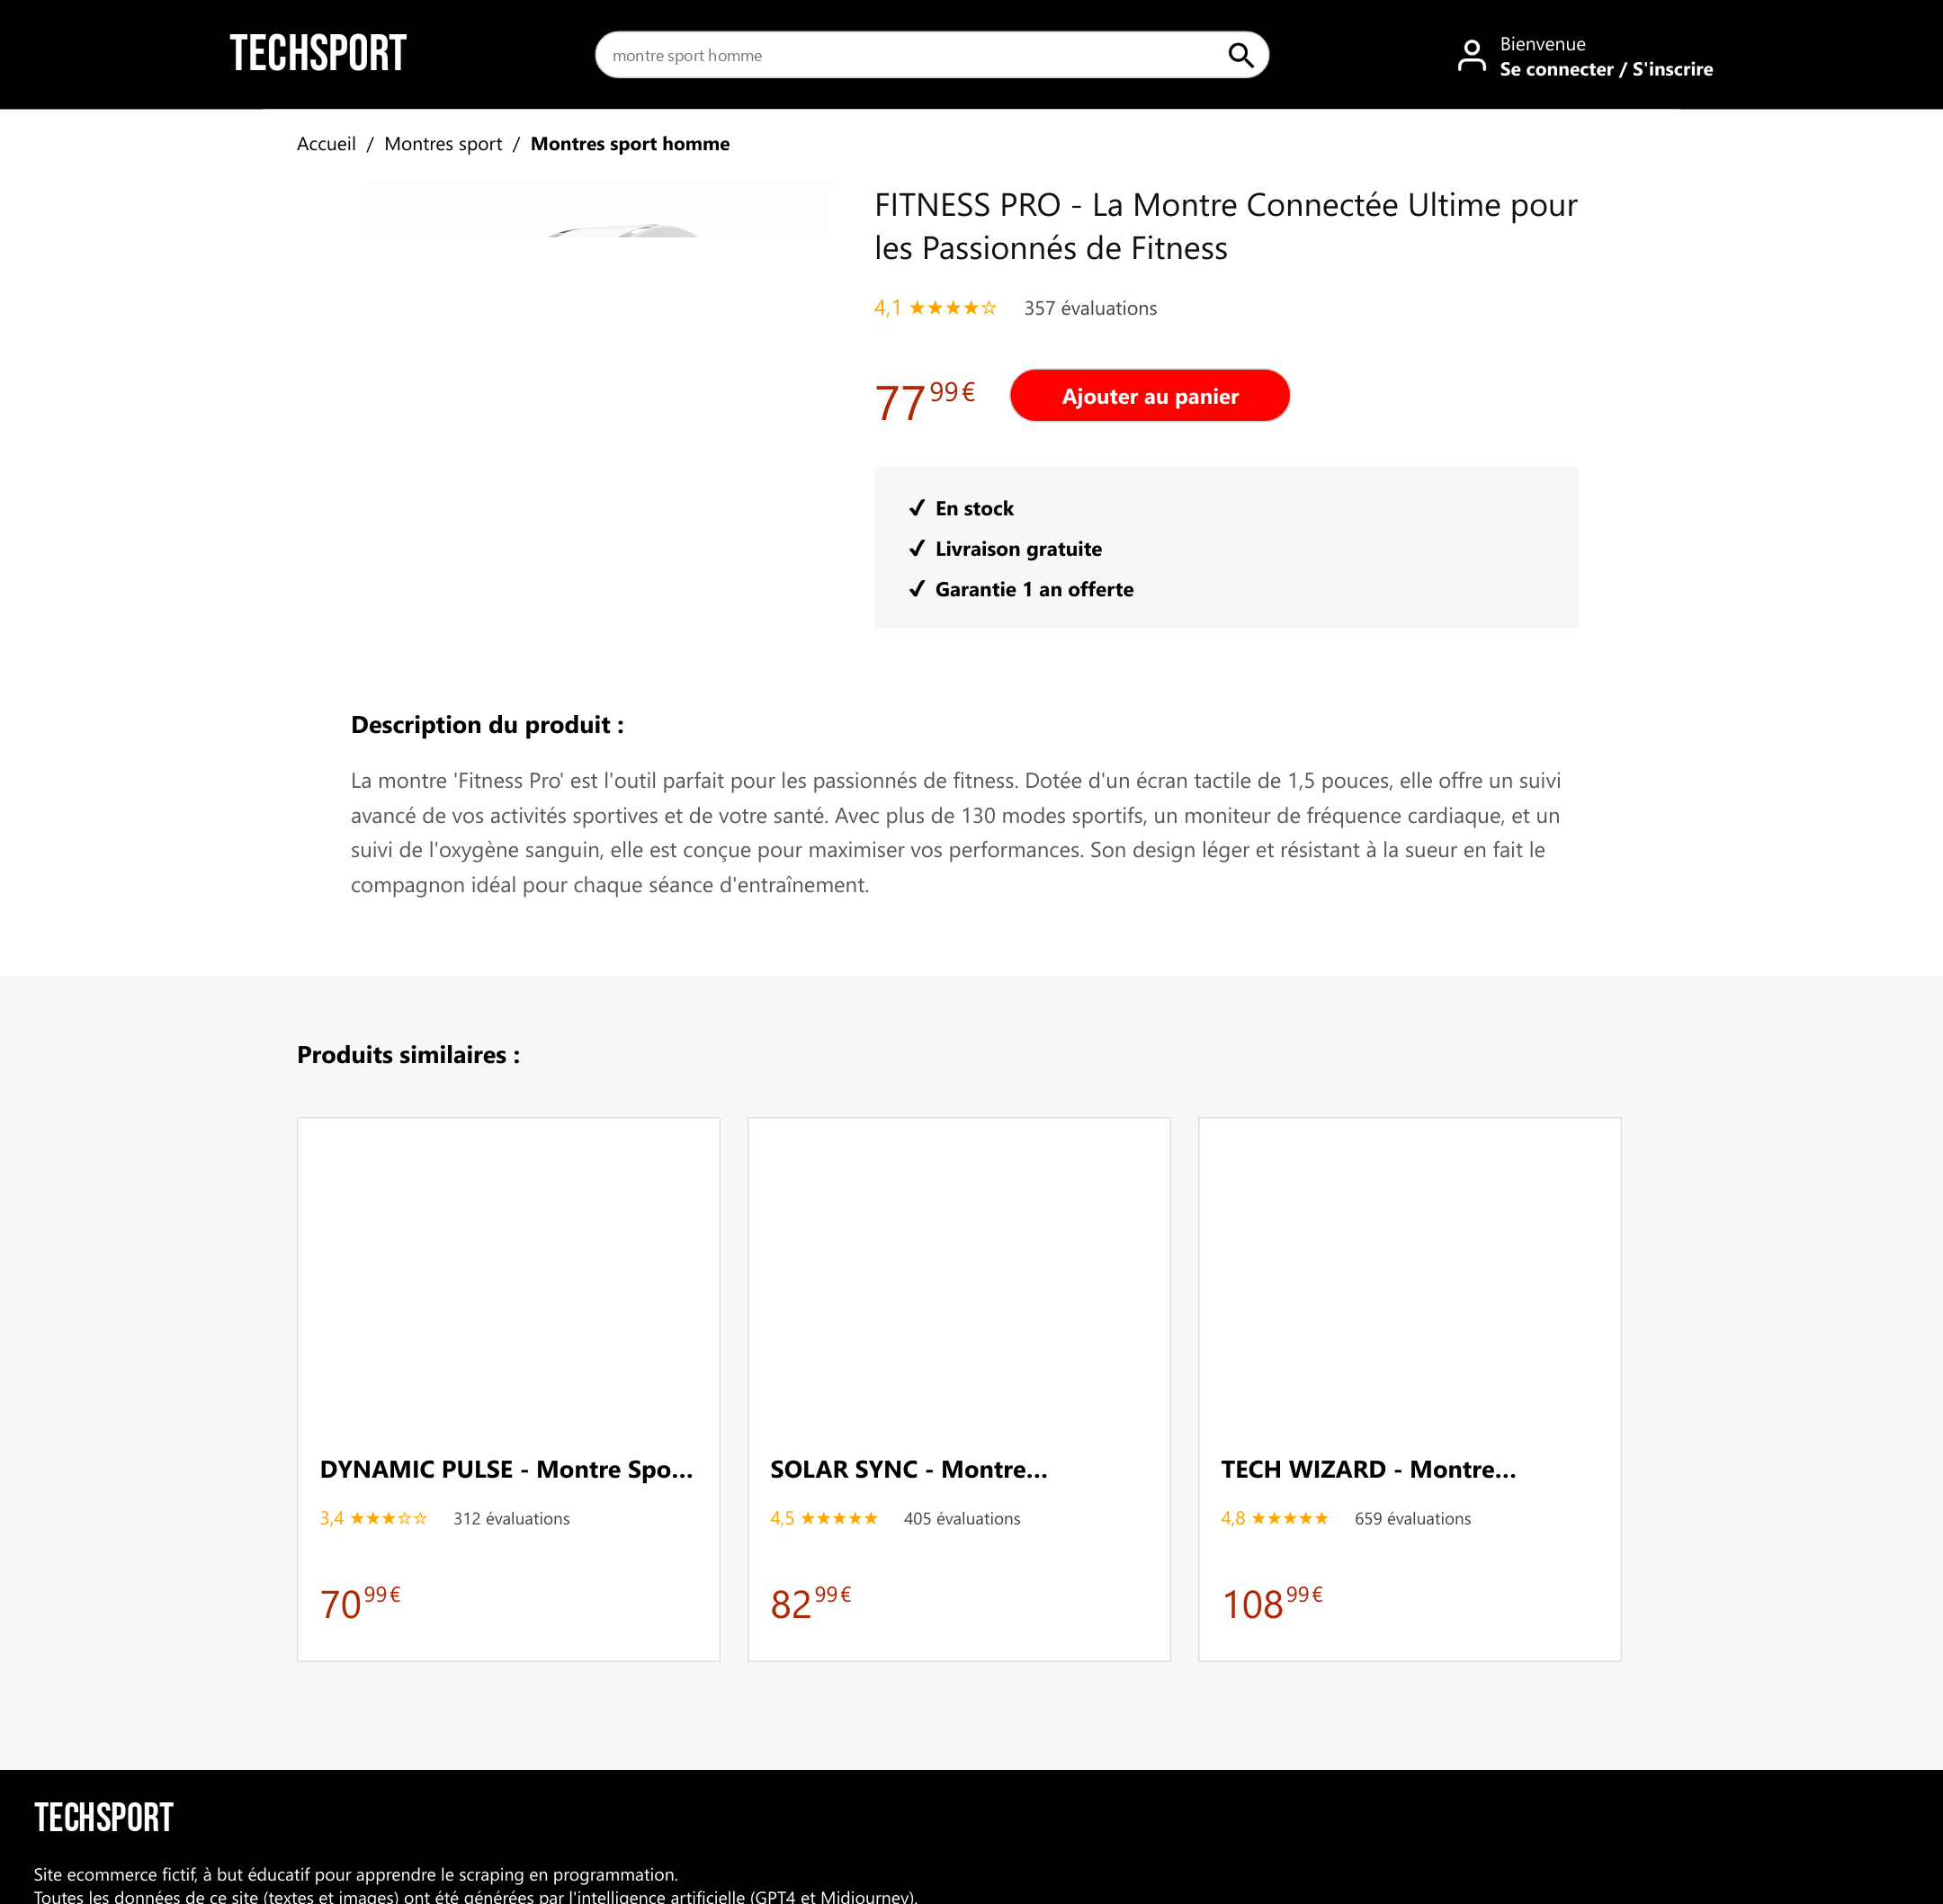 TECHSPORT
montre sport homme
Bienvenue
Se connecter / S'inscrire
Accueil / Montres sport / Montres sport homme
FITNESS PRO - La Montre Connectée Ultime pour
les Passionnés de Fitness
4,1 ★★★★☆ 357 évaluations
77 99€
Ajouter au panier
✔ En stock
✔ Livraison gratuite
✔ Garantie 1 an offerte
Description du produit :
La montre 'Fitness Pro' est l'outil parfait pour les passionnés de fitness. Dotée d'un écran tactile de 1,5 pouces, elle offre un suivi
avancé de vos activités sportives et de votre santé. Avec plus de 130 modes sportifs, un moniteur de fréquence cardiaque, et un
suivi de l'oxygène sanguin, elle est conçue pour maximiser vos performances. Son design léger et résistant à la sueur en fait le
compagnon idéal pour chaque séance d'entraînement.
Produits similaires :
DYNAMIC PULSE - Montre Spo...
3,4 ★★★☆☆ 312 évaluations
70 99€
SOLAR SYNC - Montre...
4,5 ★★★★★ 405 évaluations
82 99€
TECH WIZARD - Montre...
4,8 ★★★★★ 659 évaluations
108 99€
TECHSPORT
Site ecommerce fictif, à but éducatif pour apprendre le scraping en programmation.
Toutes les données de ce site (textes et images) ont été générées par l'intelligence artificielle (GPT4 et Midjourney).